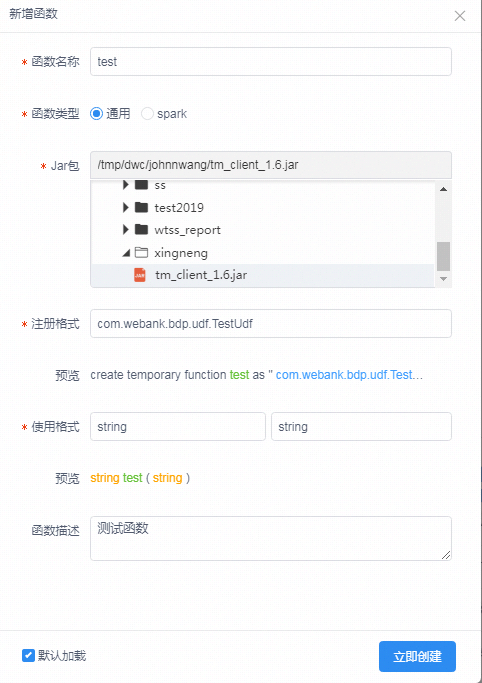 新增函数
* 函数名称 test
* 函数类型 通用 spark
* Jar包 /tmp/dwc/johnnwang/tm_client_1.6.jar
ss
test2019
wtss_report
xingneng
JAR tm_client_1.6.jar
* 注册格式 com.webank.bdp.udf.TestUdf
预览 create temporary function test as " com.webank.bdp.udf.Test...
* 使用格式 string string
预览 string test ( string )
函数描述 测试函数
默认加载 立即创建